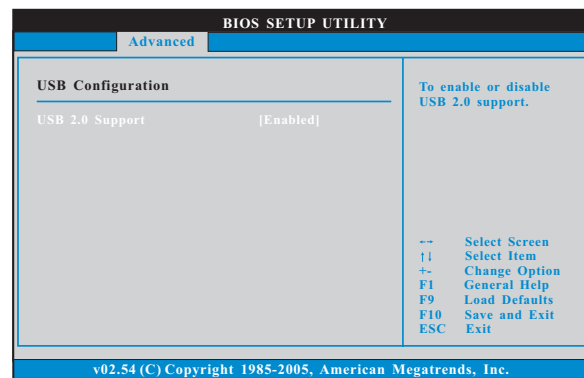 BIOS SETUP UTILITY
Advanced
USB Configuration
USB 2.0 Support [Enabled]
To enable or disable
USB 2.0 support.
←→ Select Screen
↑↓ Select Item
+- Change Option
F1 General Help
F9 Load Defaults
F10 Save and Exit
ESC Exit
v02.54 (C) Copyright 1985-2005, American Megatrends, Inc.